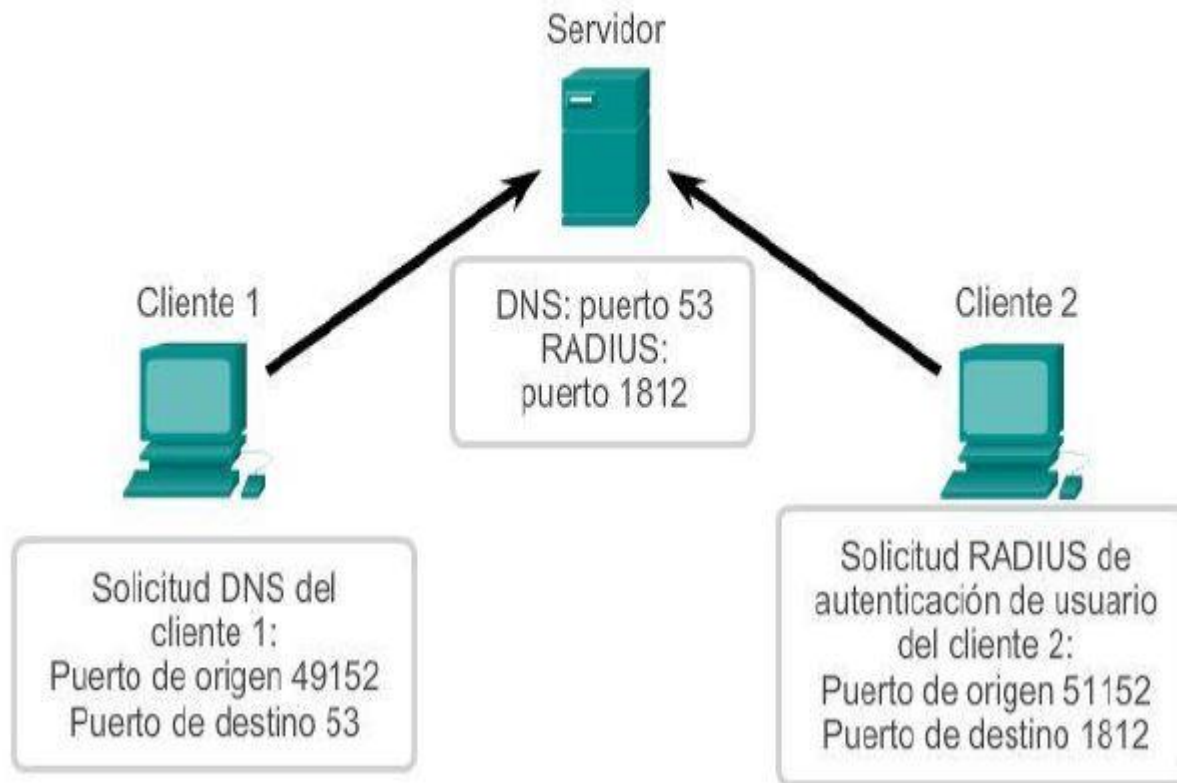 Servidor
Cliente 1
DNS: puerto 53
RADIUS:
puerto 1812
Cliente 2
Solicitud DNS del
cliente 1:
Puerto de origen 49152
Puerto de destino 53
Solicitud RADIUS de
autenticación de usuario
del cliente 2:
Puerto de origen 51152
Puerto de destino 1812